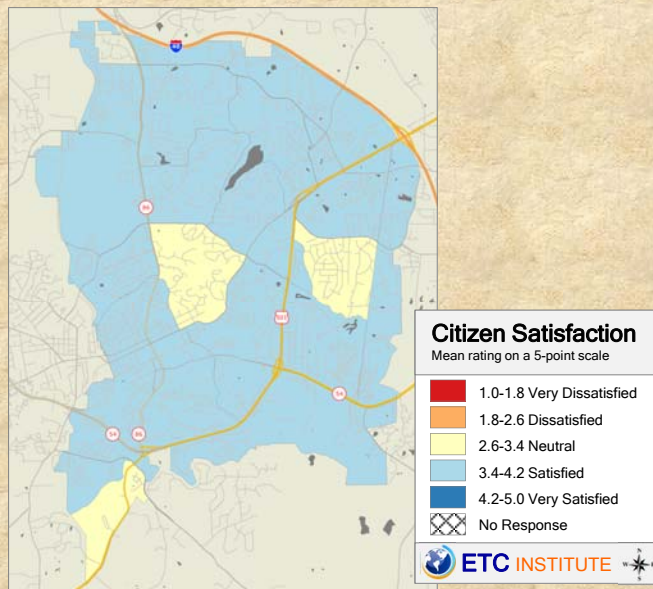 40
86
501
54
54
86
Citizen Satisfaction
Mean rating on a 5-point scale
1.0-1.8 Very Dissatisfied
1.8-2.6 Dissatisfied
2.6-3.4 Neutral
3.4-4.2 Satisfied
4.2-5.0 Very Satisfied
No Response
ETC INSTITUTE
N
W
S